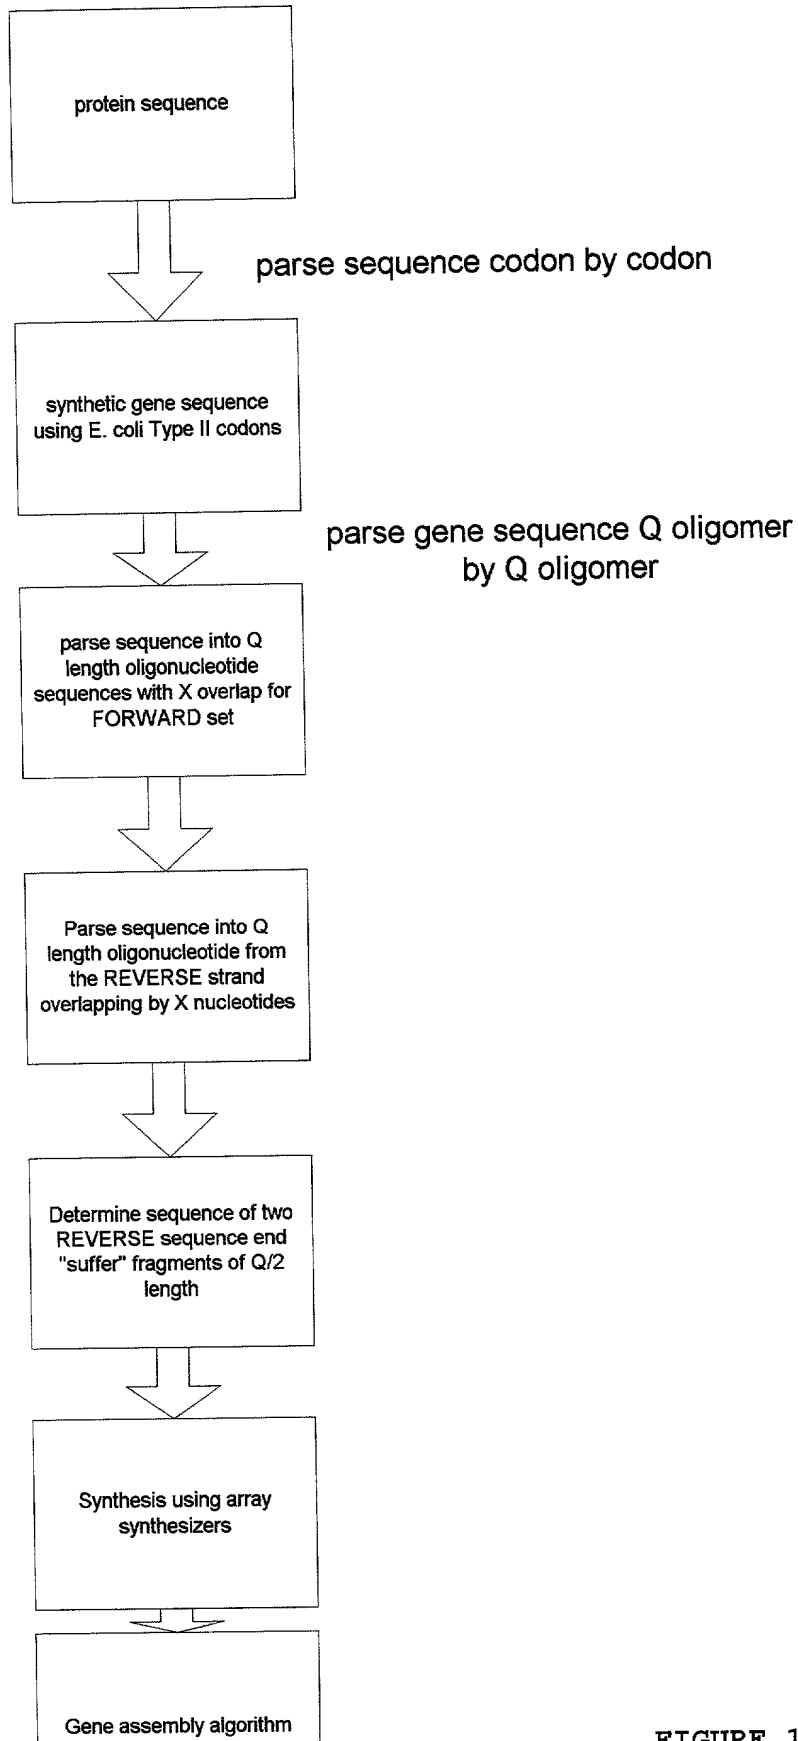 protein sequence
parse sequence codon by codon
synthetic gene sequence
using E. coli Type II codons
parse gene sequence Q oligomer
by Q oligomer
parse sequence into Q
length oligonucleotide
sequences with X overlap for
FORWARD set
Parse sequence into Q
length oligonucleotide from
the REVERSE strand
overlapping by X nucleotides
Determine sequence of two
REVERSE sequence end
"suffer" fragments of Q/2
length
Synthesis using array
synthesizers
Gene assembly algorithm
FIGURE 1